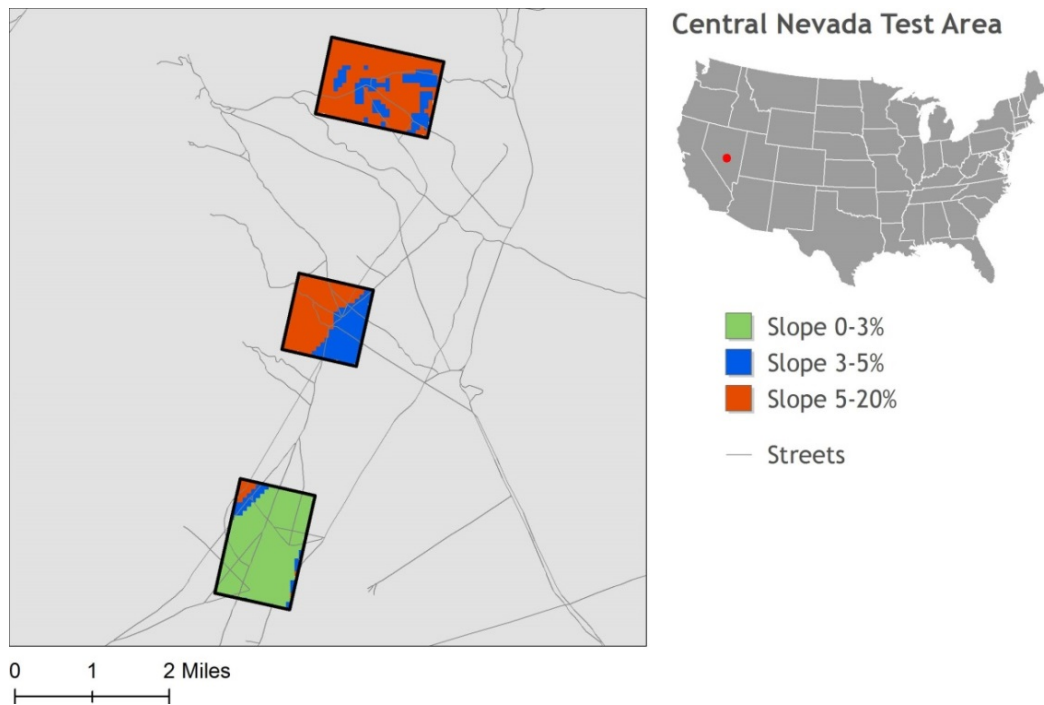 Central Nevada Test Area
Slope 0-3%
Slope 3-5%
Slope 5-20%
Streets
0 1 2 Miles